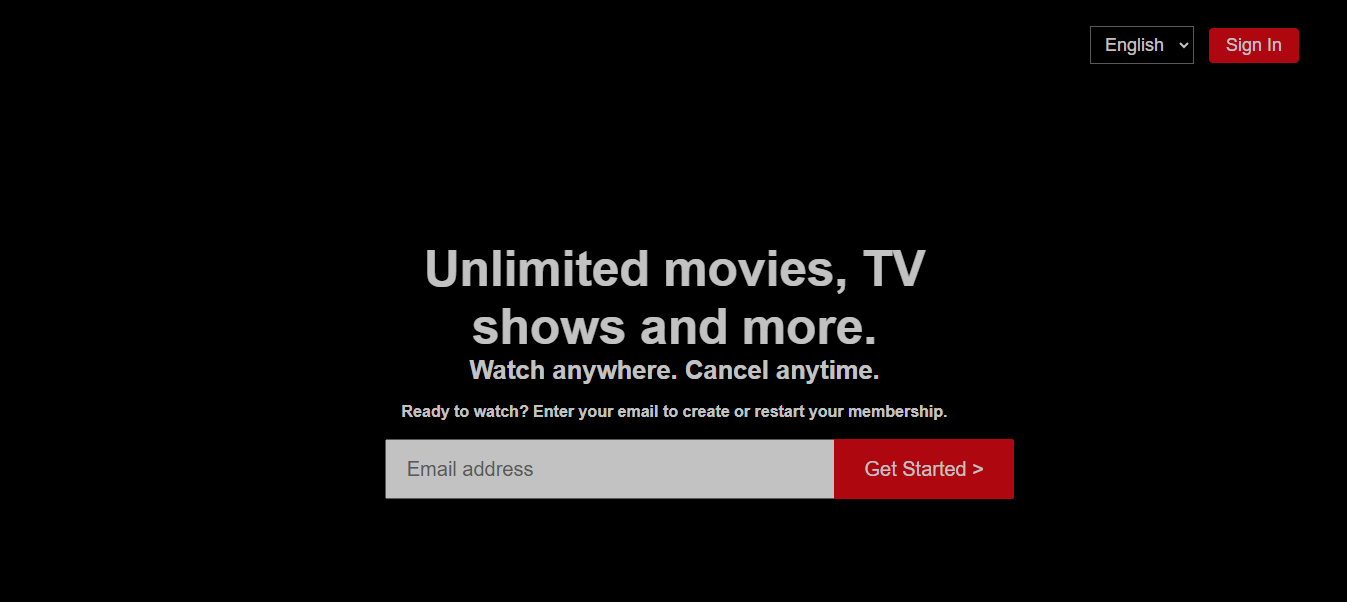 English
Sign In
Unlimited movies, TV
shows and more.
Watch anywhere. Cancel anytime.
Ready to watch? Enter your email to create or restart your membership.
Email address
Get Started >